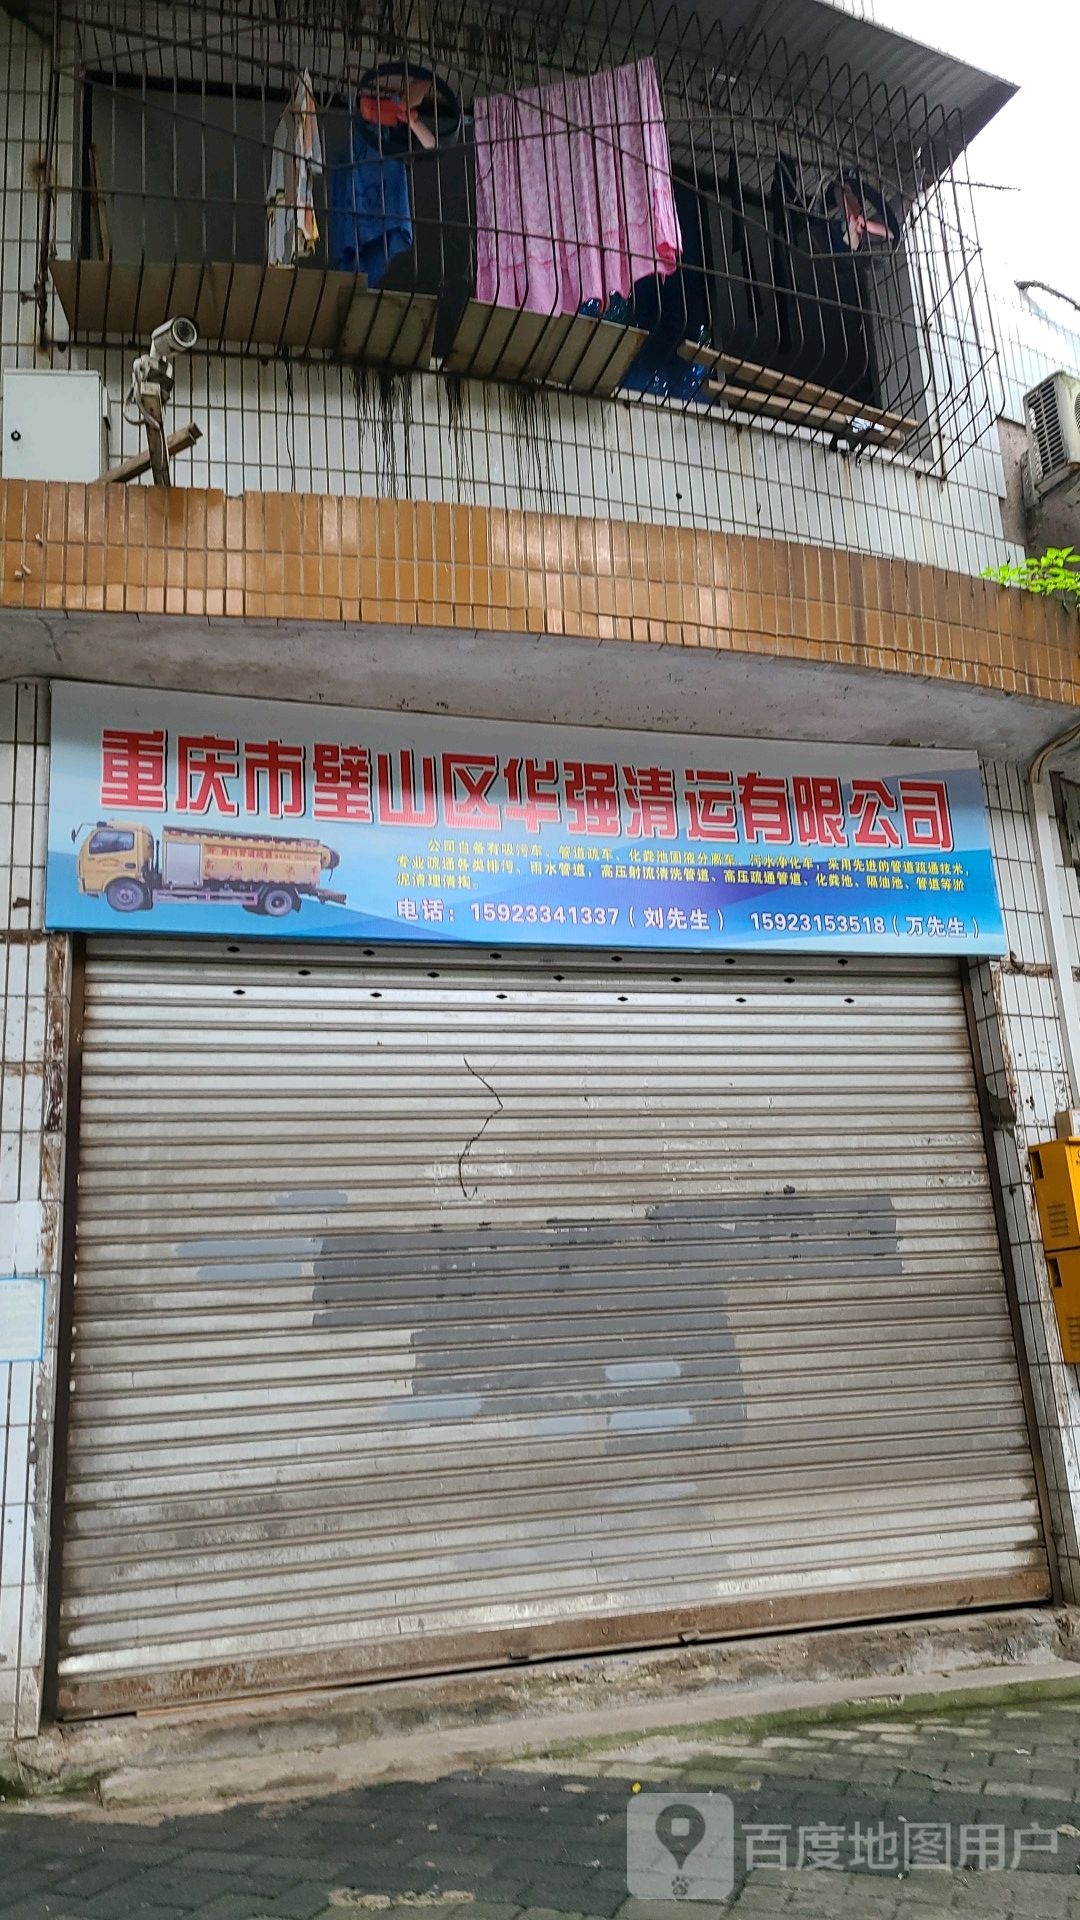 重庆市璧山区华强清运有限公司
公司自备有吸污车、管道疏车、化粪池固液分离车、污水净化车，采用先进的管道疏通技术，
专业疏通各类排污、雨水管道，高压射流清洗管道、高压疏通管道、化粪池、隔油池、管道等淤
泥清理清掏。
电话：15923341337（刘先生） 15923153518（万先生）
百度地图用户